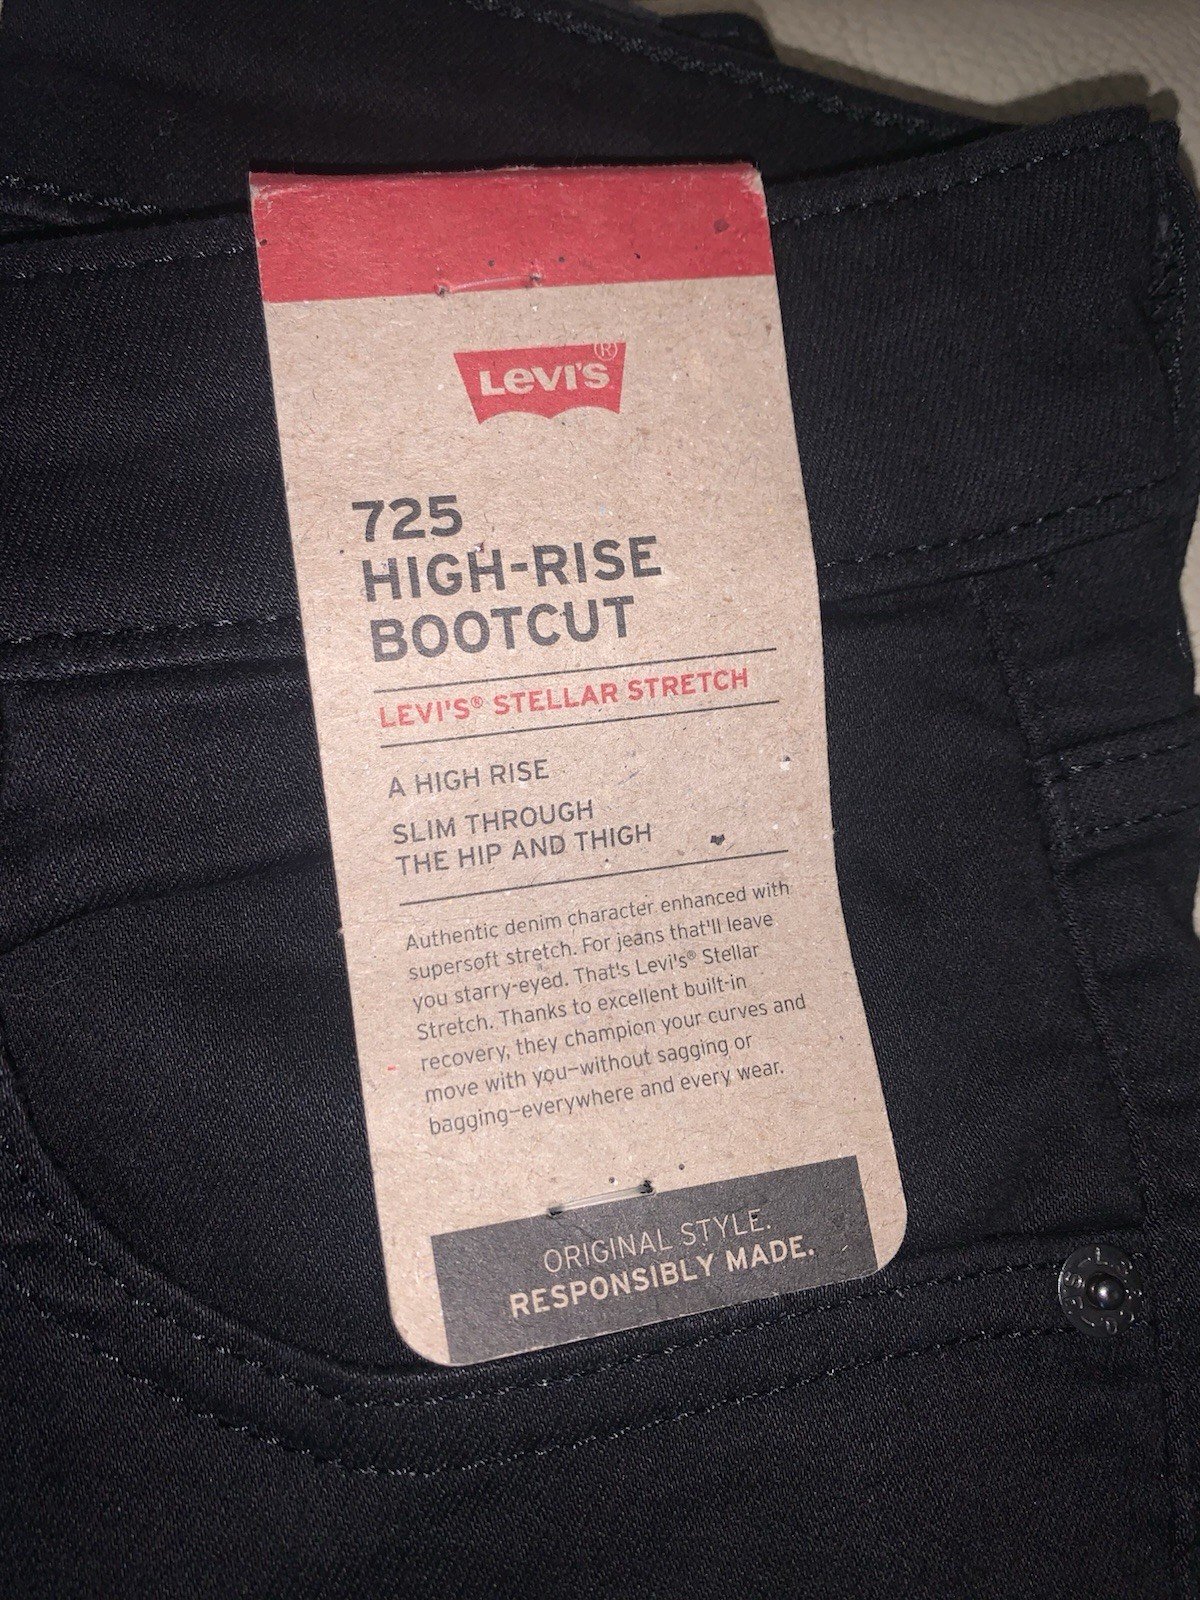 LEVI'S®
725
HIGH-RISE
BOOTCUT
LEVI'S® STELLAR STRETCH
A HIGH RISE
SLIM THROUGH
THE HIP AND THIGH
Authentic denim character enhanced with
supersoft stretch. For jeans that'll leave
you starry-eyed. That's Levi's® Stellar
Stretch. Thanks to excellent built-in
recovery, they champion your curves and
move with you—without sagging or
bagging—everywhere and every wear.
ORIGINAL STYLE.
RESPONSIBLY MADE.